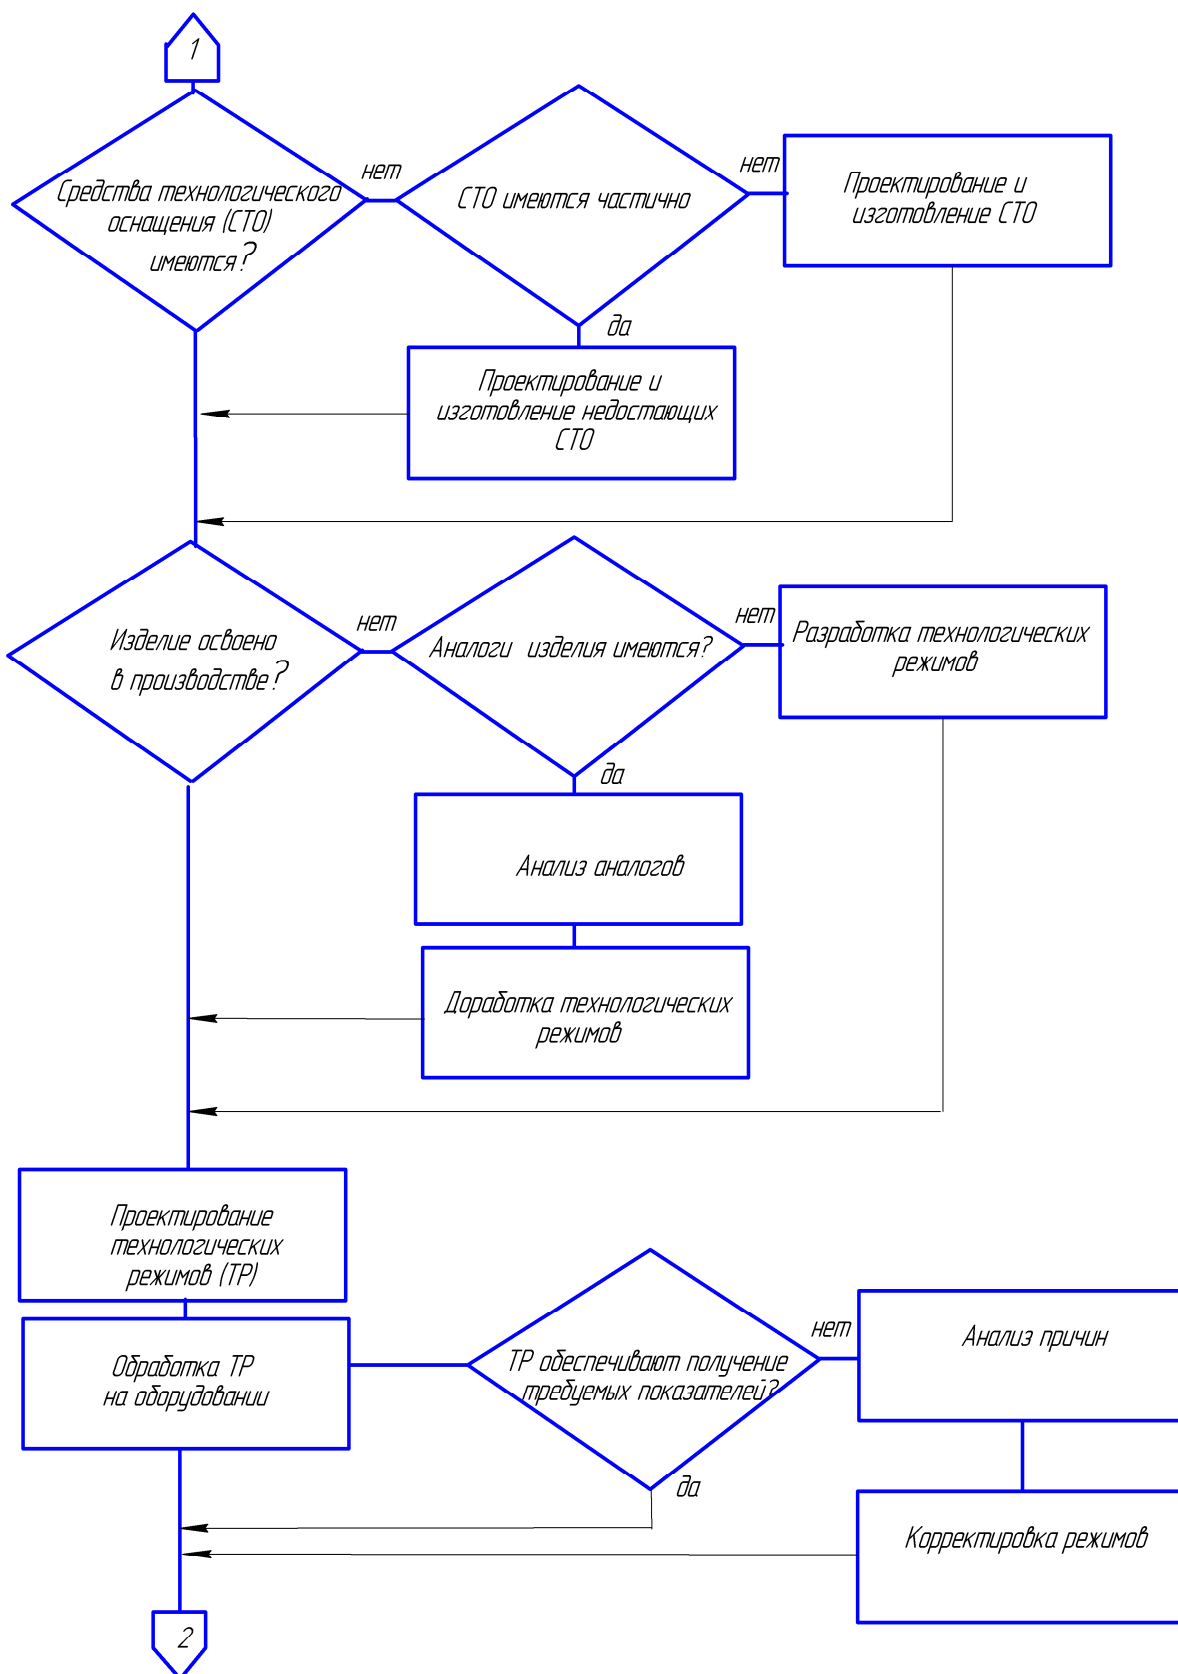 1
Средства технологического
оснащения (СТО)
имеются?
нет
СТО имеются частично
нет
Проектирование и
изготовление СТО
да
Проектирование и
изготовление недостающих
СТО
Изделие освоено
в производстве?
нет
Аналоги изделия имеются?
нет
Разработка технологических
режимов
да
Анализ аналогов
Доработка технологических
режимов
Проектирование
технологических
режимов (ТР)
Обработка ТР
на оборудовании
ТР обеспечивают получение
требуемых показателей?
нет
Анализ причин
да
Корректировка режимов
2